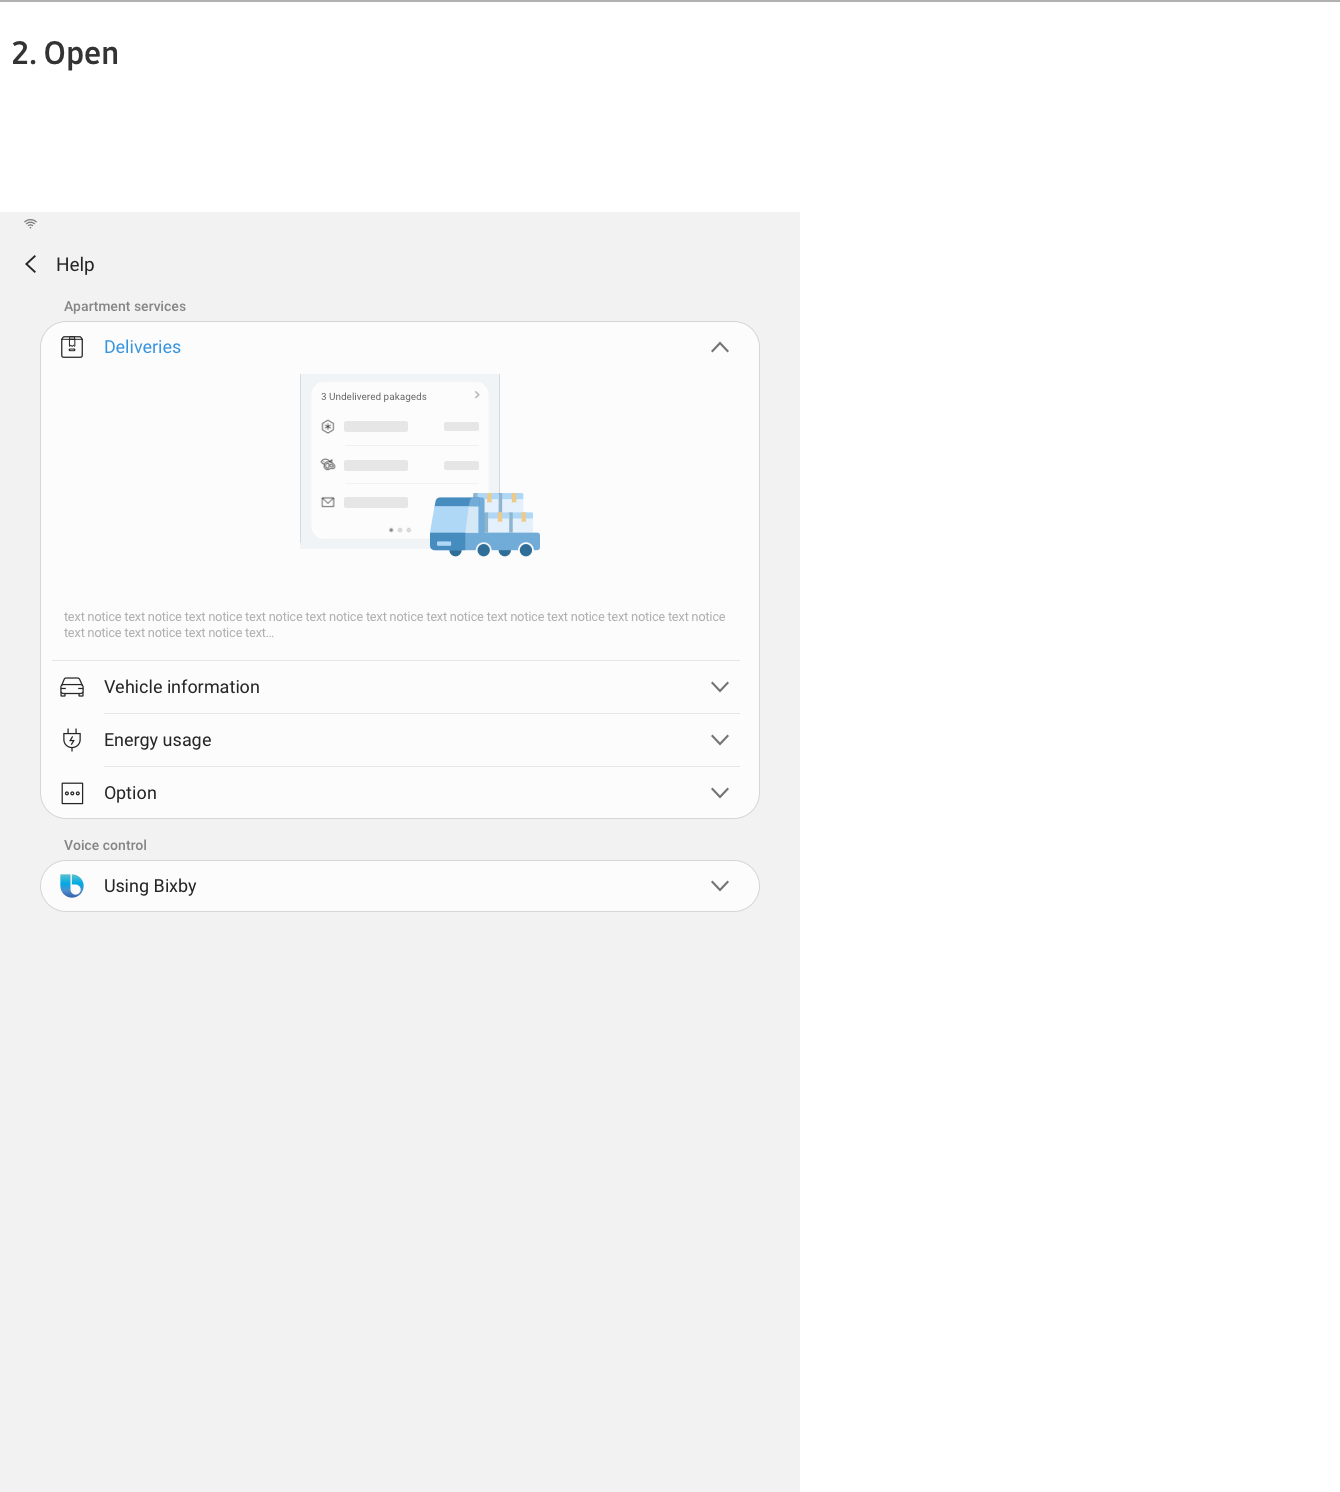 2. Open
Help
Apartment services
Deliveries
3 Undelivered pakageds
text notice text notice text notice text notice text notice text notice text notice text notice text notice text notice text notice
text notice text notice text notice text...
Vehicle information
Energy usage
Option
Voice control
Using Bixby